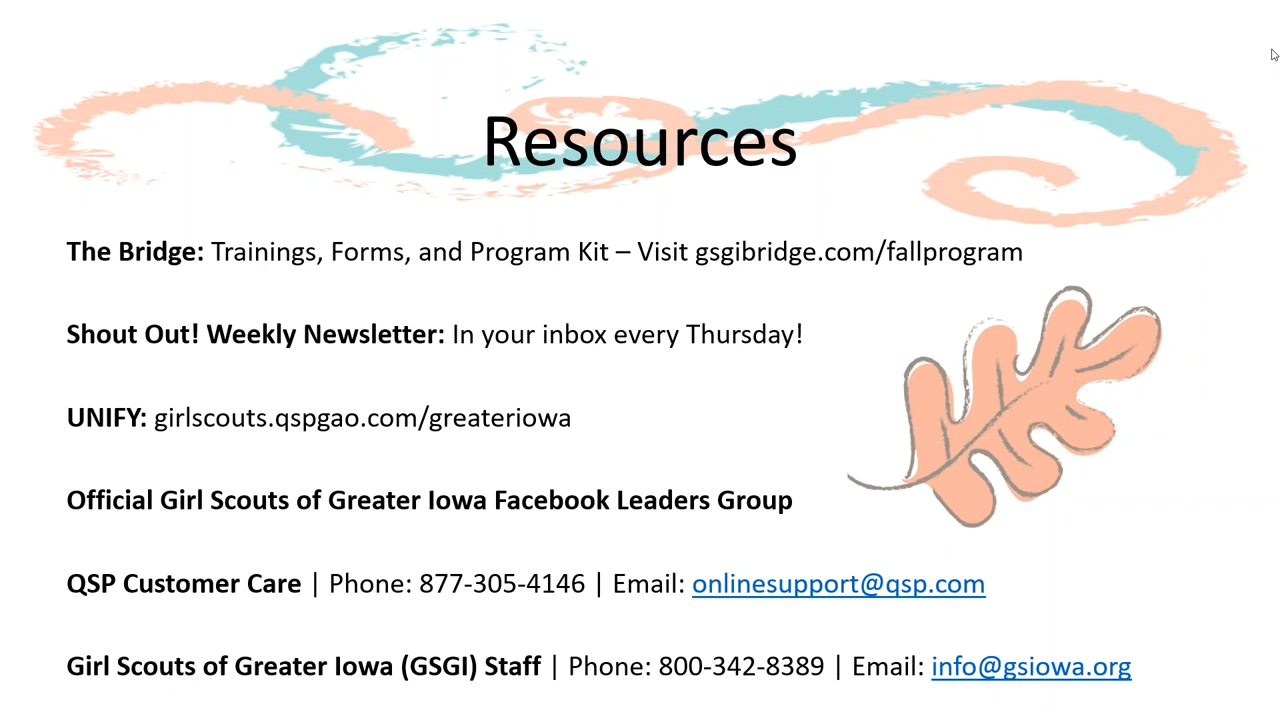 Resources
The Bridge: Trainings, Forms, and Program Kit – Visit gsgibridge.com/fallprogram
Shout Out! Weekly Newsletter: In your inbox every Thursday!
UNIFY: girlscouts.qspgao.com/greateriowa
Official Girl Scouts of Greater Iowa Facebook Leaders Group
QSP Customer Care | Phone: 877-305-4146 | Email: onlinesupport@qsp.com
Girl Scouts of Greater Iowa (GSGI) Staff | Phone: 800-342-8389 | Email: info@gsiowa.org